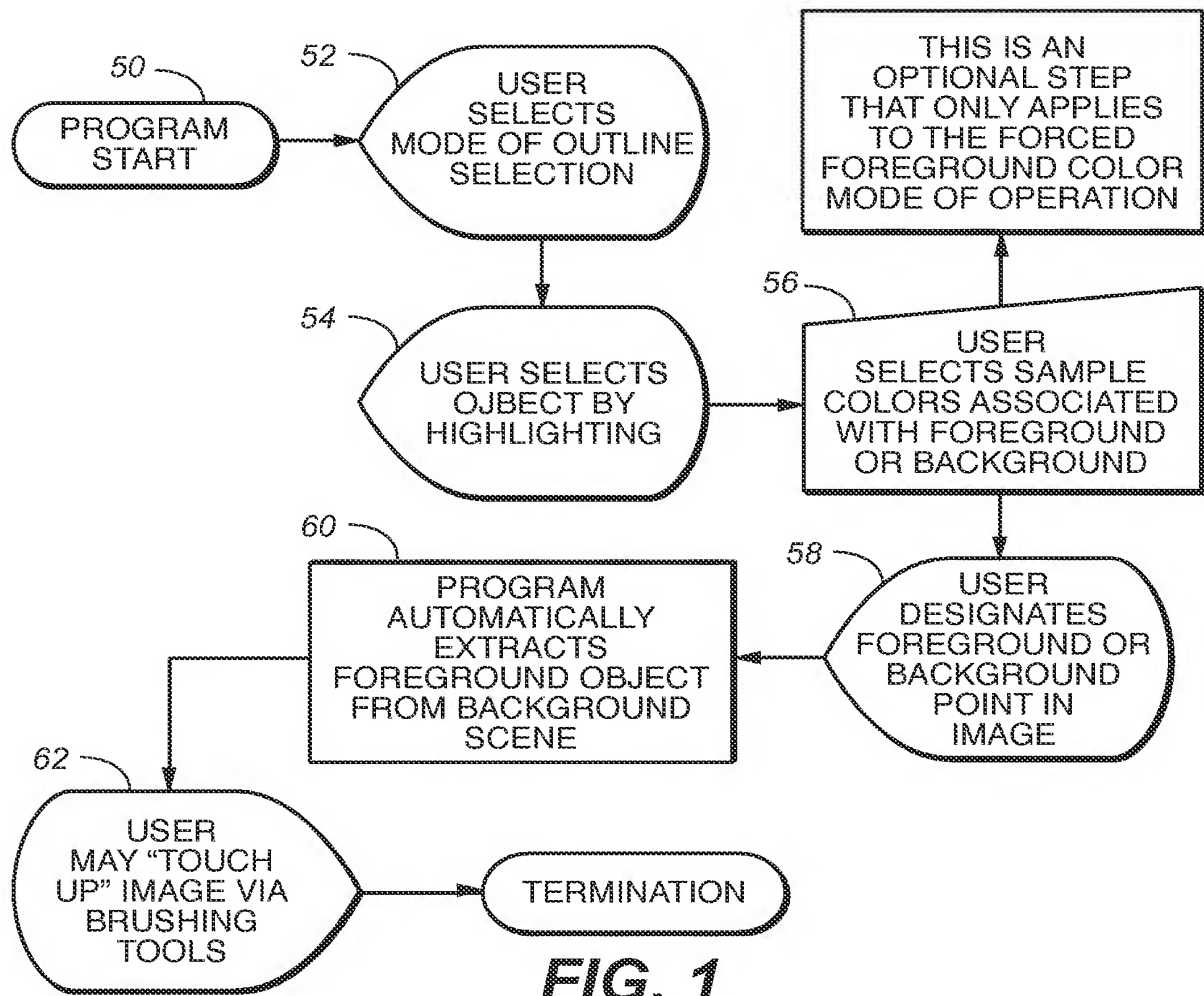 50
PROGRAM
START
52
USER
SELECTS
MODE OF OUTLINE
SELECTION
THIS IS AN
OPTIONAL STEP
THAT ONLY APPLIES
TO THE FORCED
FOREGROUND COLOR
MODE OF OPERATION
54
USER SELECTS
OJBECT BY
HIGHLIGHTING
56
USER
SELECTS SAMPLE
COLORS ASSOCIATED
WITH FOREGROUND
OR BACKGROUND
58
USER
DESIGNATES
FOREGROUND OR
BACKGROUND
POINT IN
IMAGE
60
PROGRAM
AUTOMATICALLY
EXTRACTS
FOREGROUND OBJECT
FROM BACKGROUND
SCENE
62
USER
MAY “TOUCH
UP” IMAGE VIA
BRUSHING
TOOLS
TERMINATION
FIG. 1